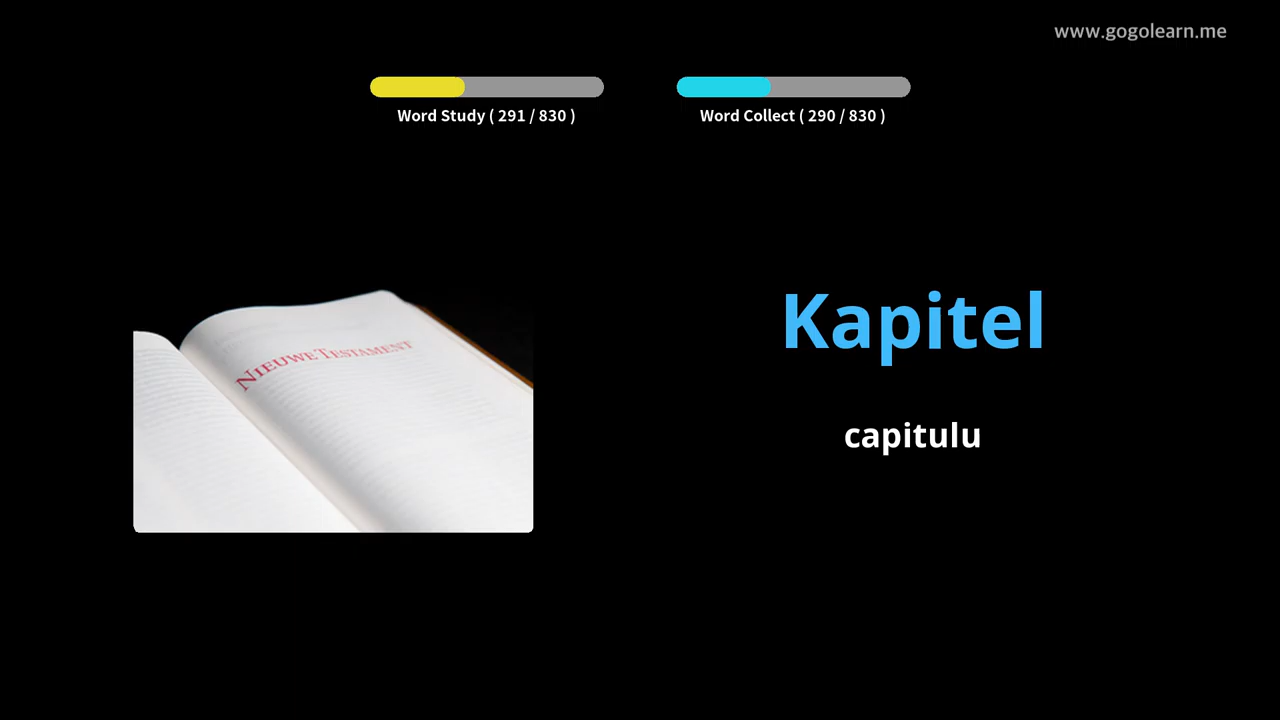 www.gogolearn.me
Word Study ( 291 / 830 )
Word Collect ( 290 / 830 )
Kapitel
capitulu
NIEUWE TESTAMENT